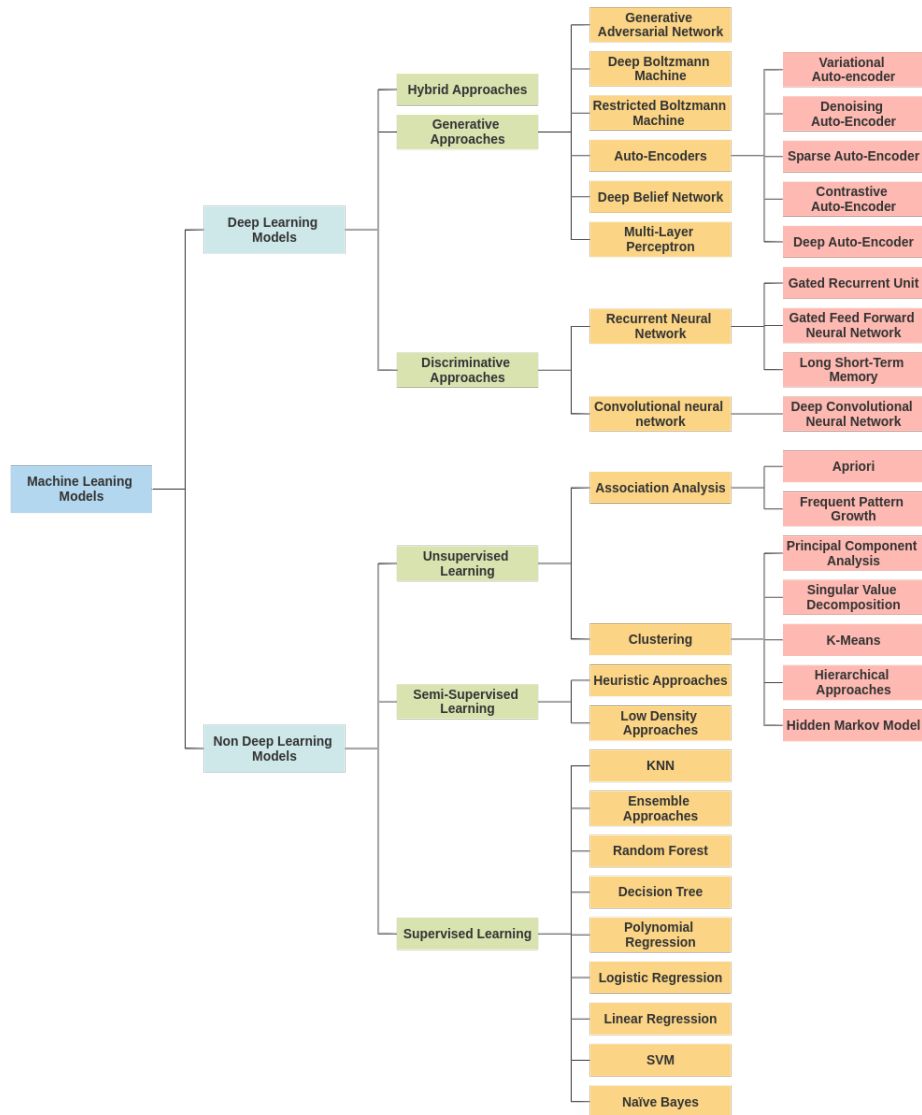 Generative
Adversarial Network
Deep Boltzmann
Machine
Variational
Auto-encoder
Hybrid Approaches
Restricted Boltzmann
Machine
Denoising
Auto-Encoder
Generative
Approaches
Auto-Encoders
Sparse Auto-Encoder
Deep Belief Network
Contrastive
Auto-Encoder
Deep Learning
Models
Multi-Layer
Perceptron
Deep Auto-Encoder
Gated Recurrent Unit
Recurrent Neural
Network
Gated Feed Forward
Neural Network
Discriminative
Approaches
Long Short-Term
Memory
Convolutional neural
network
Deep Convolutional
Neural Network
Machine Leaning
Models
Association Analysis
Apriori
Frequent Pattern
Growth
Unsupervised
Learning
Principal Component
Analysis
Singular Value
Decomposition
Clustering
K-Means
Semi-Supervised
Learning
Heuristic Approaches
Hierarchical
Approaches
Low Density
Approaches
Hidden Markov Model
Non Deep Learning
Models
KNN
Ensemble
Approaches
Random Forest
Decision Tree
Supervised Learning
Polynomial
Regression
Logistic Regression
Linear Regression
SVM
Naïve Bayes